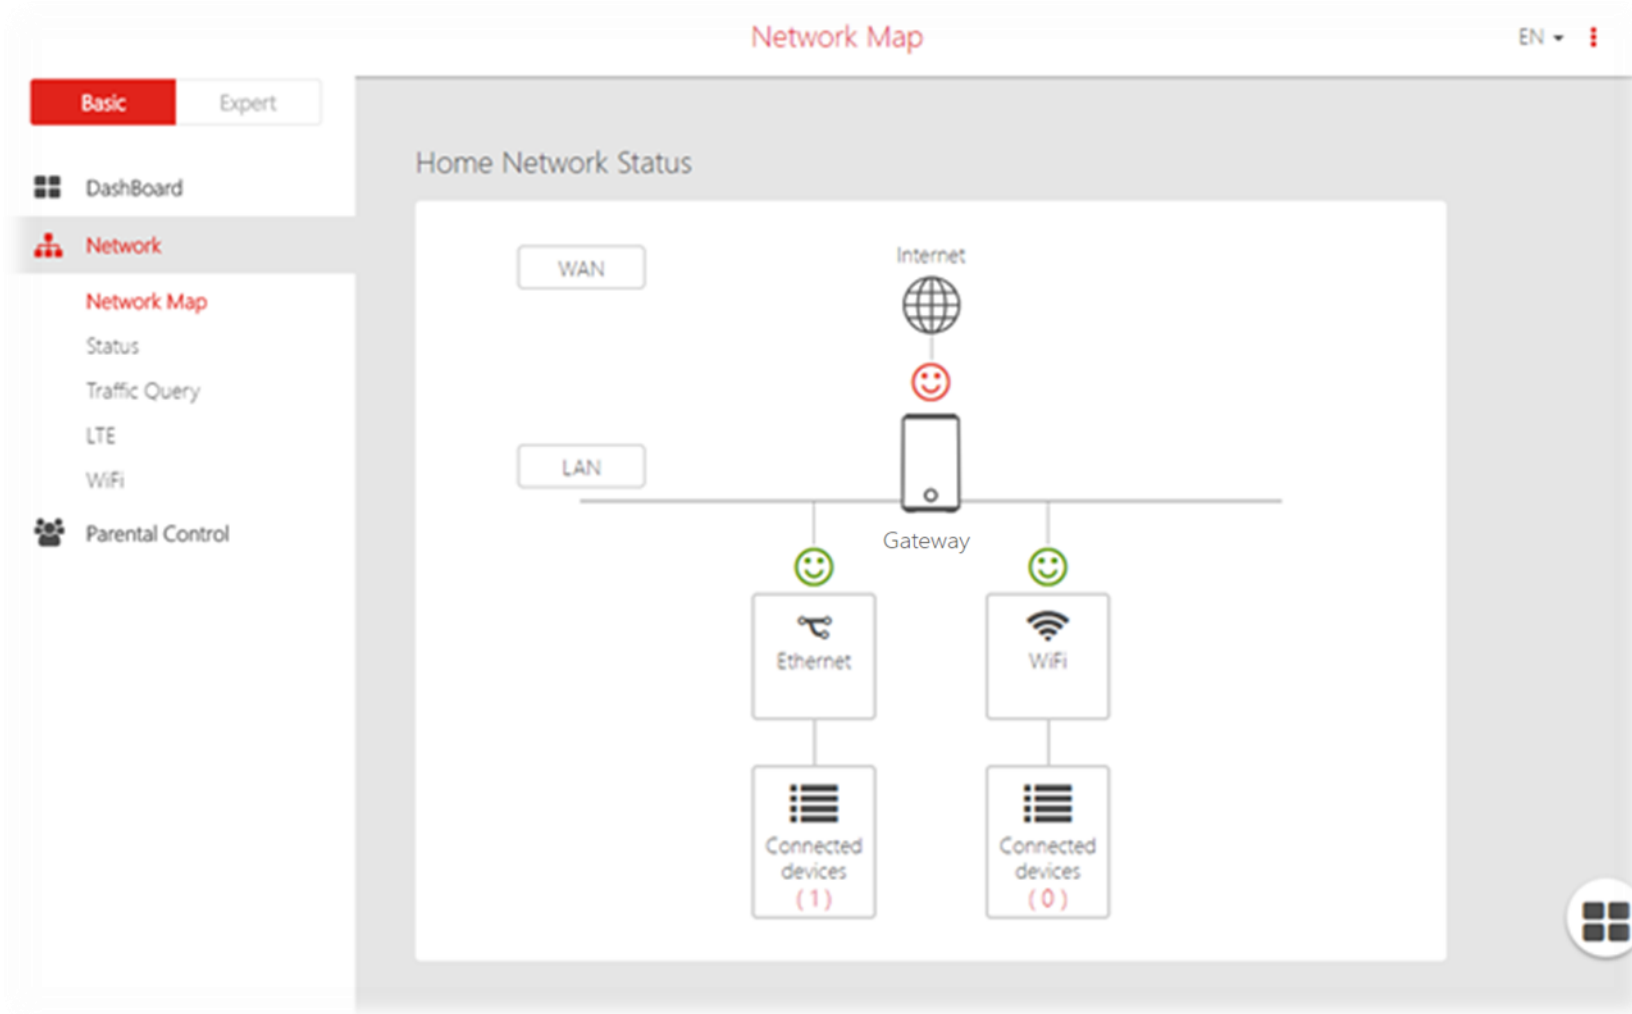 Network Map
EN
Basic
Expert
DashBoard
Network
Network Map
Status
Traffic Query
LTE
WiFi
Parental Control
Home Network Status
WAN
Internet
LAN
Gateway
Ethernet
WiFi
Connected
devices
( 1 )
Connected
devices
( 0 )